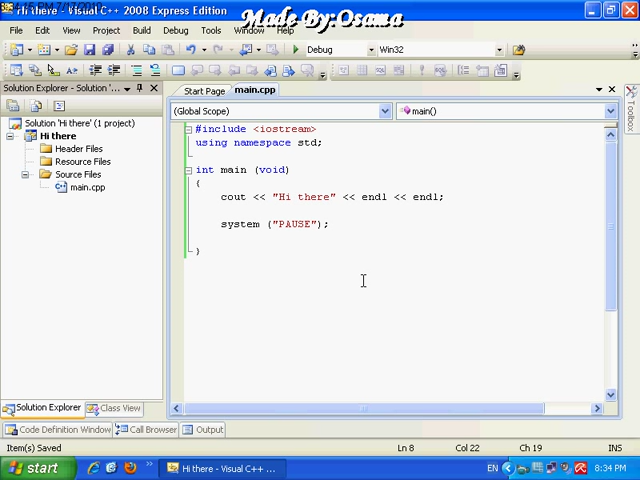 Made By:Osama
Hi there - Visual C++ 2008 Express Edition
File Edit View Project Build Debug Tools Window Help
Debug Win32
Solution Explorer - Solution '...
Start Page main.cpp
Toolbox
(Global Scope) main()
Solution 'Hi there' (1 project)
Hi there
Header Files
Resource Files
Source Files
main.cpp
#include <iostream>
using namespace std;
int main (void)
{
cout << "Hi there" << endl << endl;
system ("PAUSE");
}
Solution Explorer Class View
Code Definition Window Call Browser Output
Item(s) Saved Ln 8 Col 22 Ch 19 INS
start Hi there - Visual C++ ... EN 8:34 PM